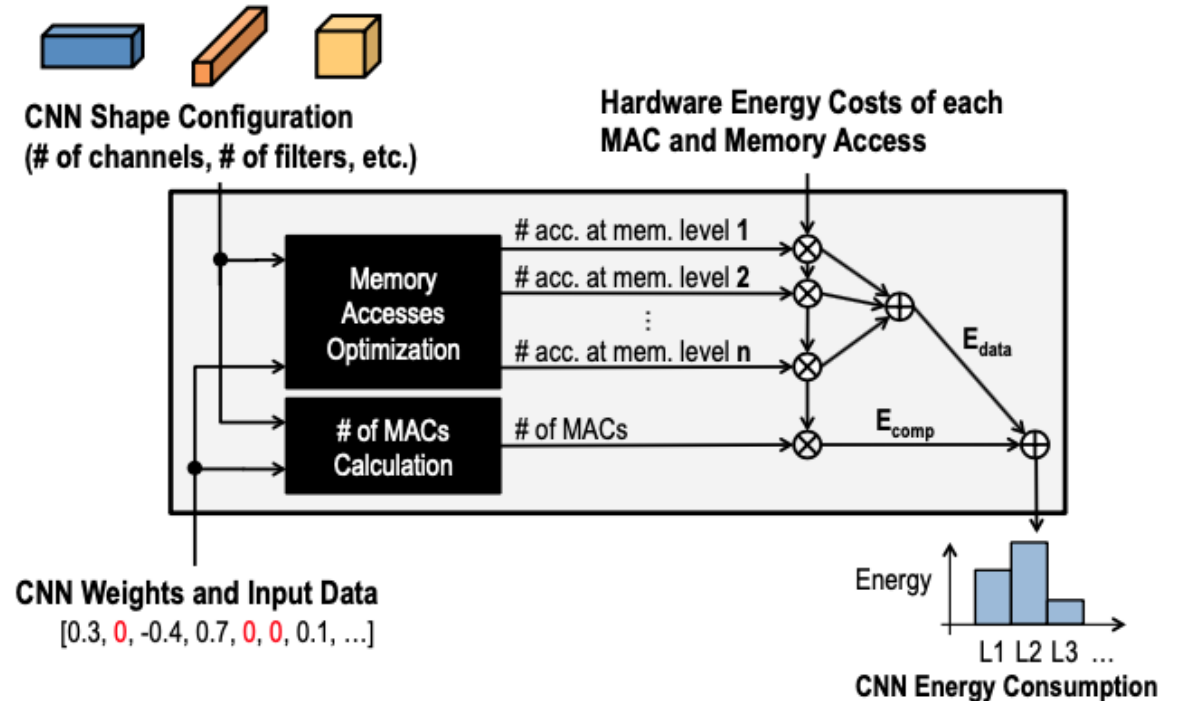 CNN Shape Configuration
(# of channels, # of filters, etc.)
Hardware Energy Costs of each
MAC and Memory Access
Memory
Accesses
Optimization
# acc. at mem. level 1
# acc. at mem. level 2
⋮
# acc. at mem. level n
# of MACs
Calculation
# of MACs
E_data
E_comp
CNN Weights and Input Data
[0.3, 0, -0.4, 0.7, 0, 0, 0.1, …]
Energy
L1 L2 L3 …
CNN Energy Consumption